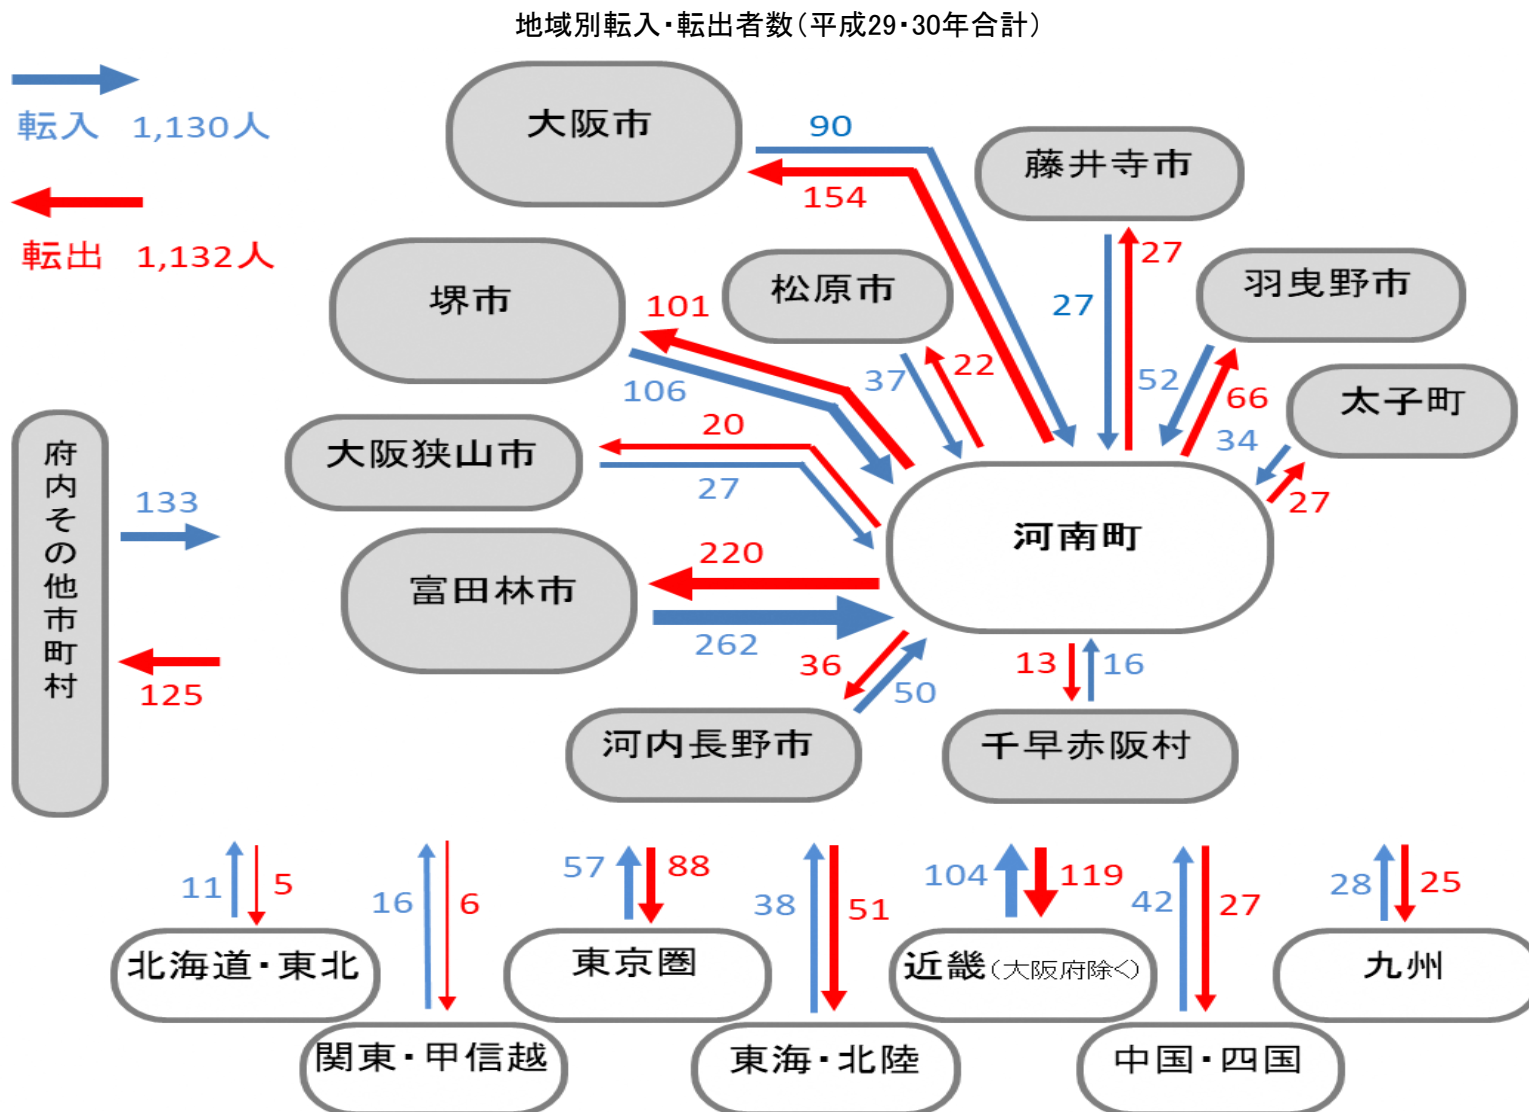 地域別転入・転出者数（平成29・30年合計）
転入 1,130人
転出 1,132人
大阪市
90
154
藤井寺市
27
27
羽曳野市
52
66
太子町
34
27
松原市
37
22
堺市
101
106
大阪狭山市
20
27
富田林市
220
262
河南町
河内長野市
36
50
千早赤阪村
13
16
府内その他市町村
133
125
11
5
北海道・東北
16
6
関東・甲信越
57
88
東京圏
38
51
東海・北陸
104
119
近畿（大阪府除く）
42
27
中国・四国
28
25
九州